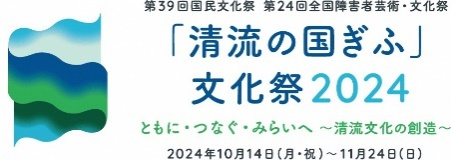 第39回国民文化祭 第24回全国障害者芸術・文化祭
「清流の国ぎふ」
文化祭2024
ともに・つなぐ・みらいへ ～清流文化の創造～
2024年10月14日(月・祝)～11月24日(日)